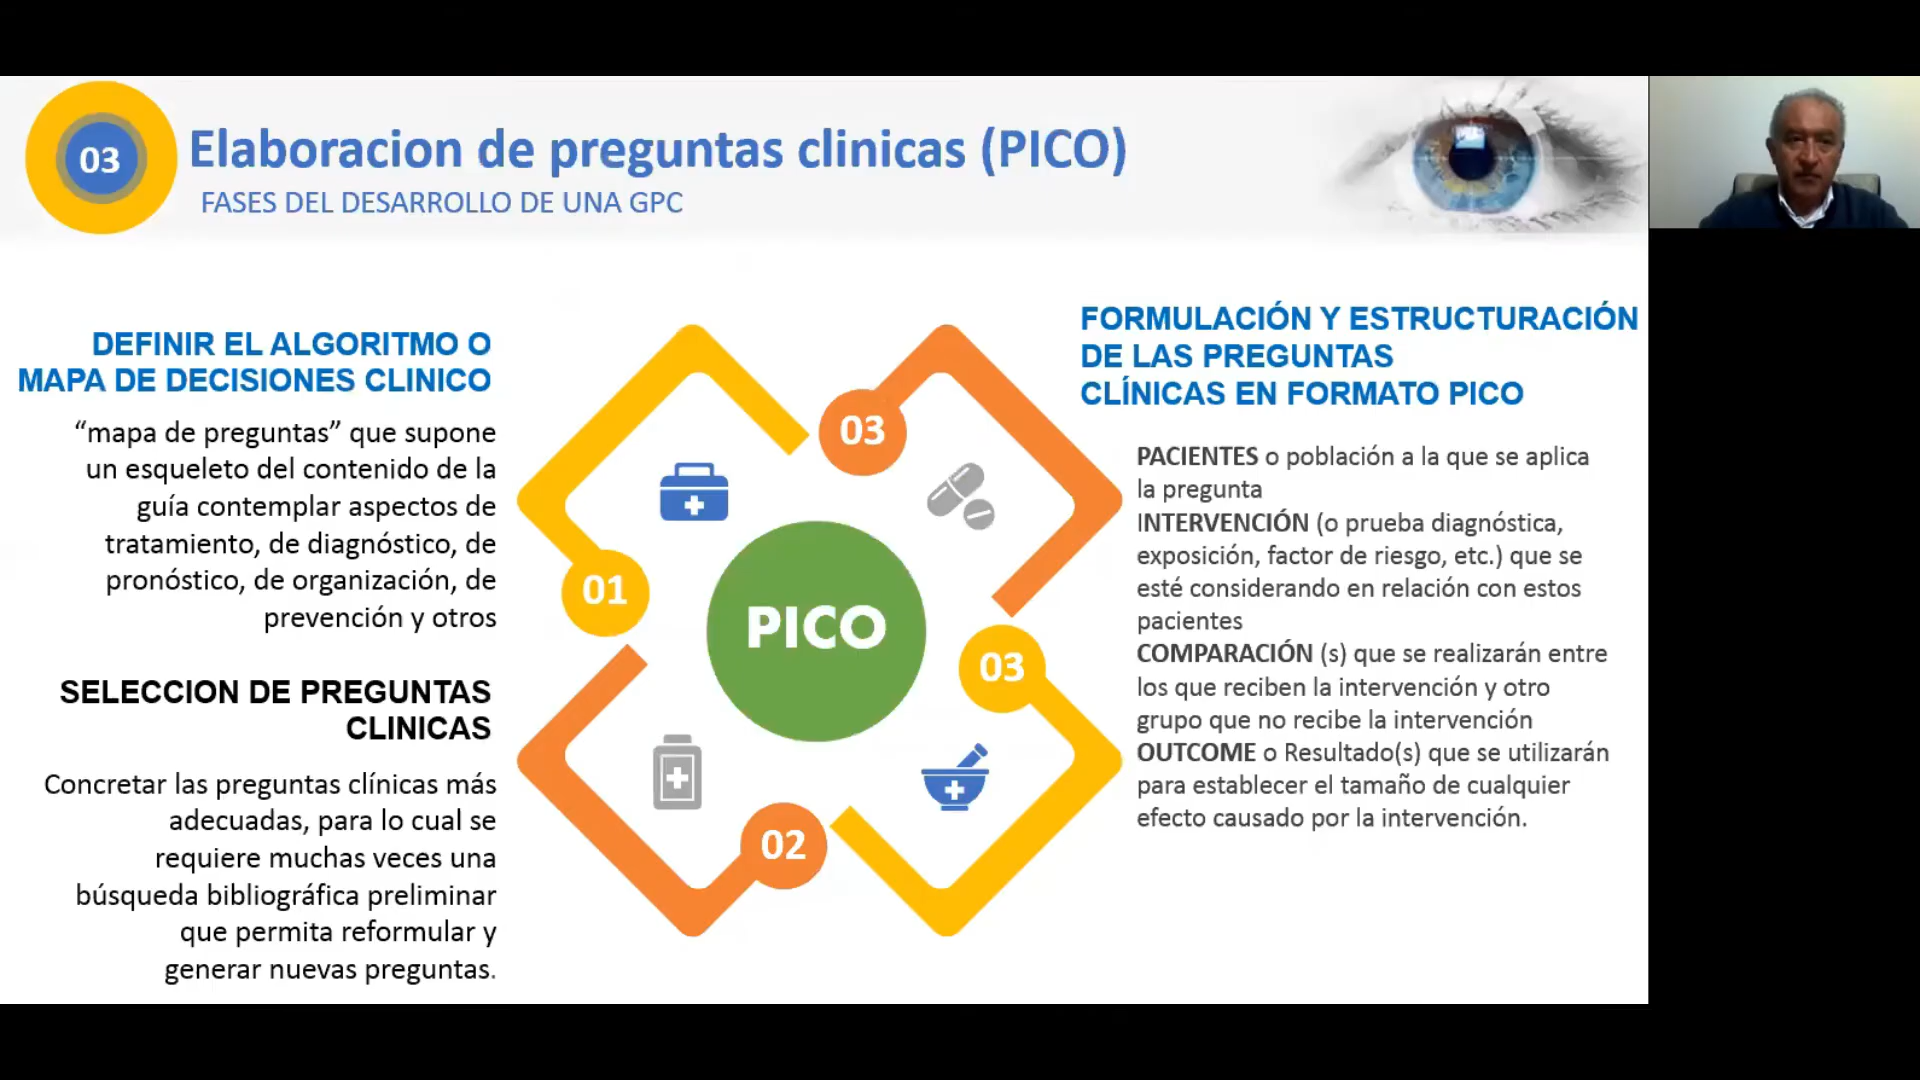 03
Elaboracion de preguntas clinicas (PICO)
FASES DEL DESARROLLO DE UNA GPC
DEFINIR EL ALGORITMO O
MAPA DE DECISIONES CLINICO
“mapa de preguntas” que supone
un esqueleto del contenido de la
guía contemplar aspectos de
tratamiento, de diagnóstico, de
pronóstico, de organización, de
prevención y otros
SELECCION DE PREGUNTAS
CLINICAS
Concretar las preguntas clínicas más
adecuadas, para lo cual se
requiere muchas veces una
búsqueda bibliográfica preliminar
que permita reformular y
generar nuevas preguntas.
01
03
PICO
03
02
FORMULACIÓN Y ESTRUCTURACIÓN
DE LAS PREGUNTAS
CLÍNICAS EN FORMATO PICO
PACIENTES o población a la que se aplica
la pregunta
INTERVENCIÓN (o prueba diagnóstica,
exposición, factor de riesgo, etc.) que se
esté considerando en relación con estos
pacientes
COMPARACIÓN (s) que se realizarán entre
los que reciben la intervención y otro
grupo que no recibe la intervención
OUTCOME o Resultado(s) que se utilizarán
para establecer el tamaño de cualquier
efecto causado por la intervención.